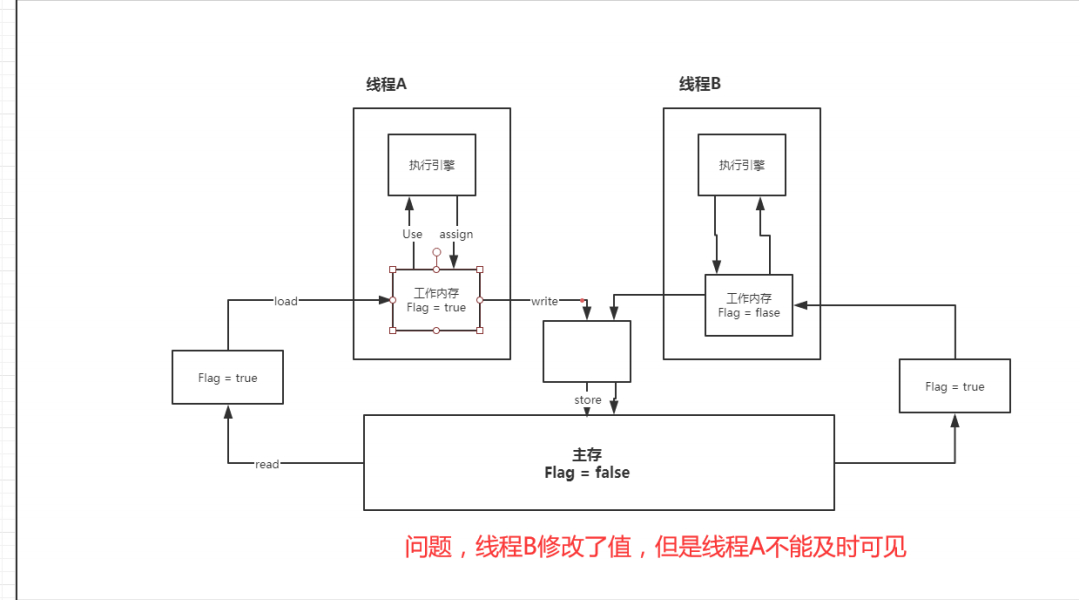 线程A
线程B
执行引擎
执行引擎
Use
assign
工作内存
Flag = true
工作内存
Flag = flase
load
write
Flag = true
Flag = true
store
read
主存
Flag = false
问题，线程B修改了值，但是线程A不能及时可见